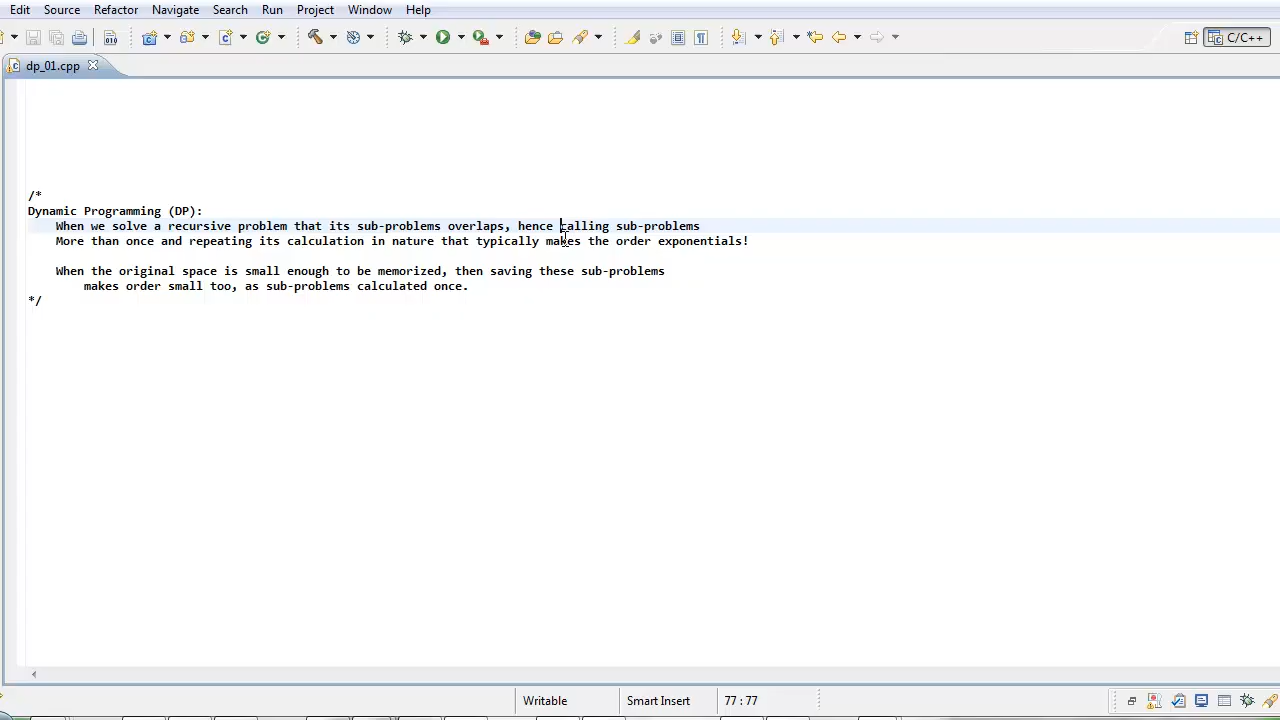 Edit Source Refactor Navigate Search Run Project Window Help
C/C++
dp_01.cpp
/*
Dynamic Programming (DP):
When we solve a recursive problem that its sub-problems overlaps, hence calling sub-problems
More than once and repeating its calculation in nature that typically makes the order exponentials!
When the original space is small enough to be memorized, then saving these sub-problems
makes order small too, as sub-problems calculated once.
*/
Writable Smart Insert 77 : 77